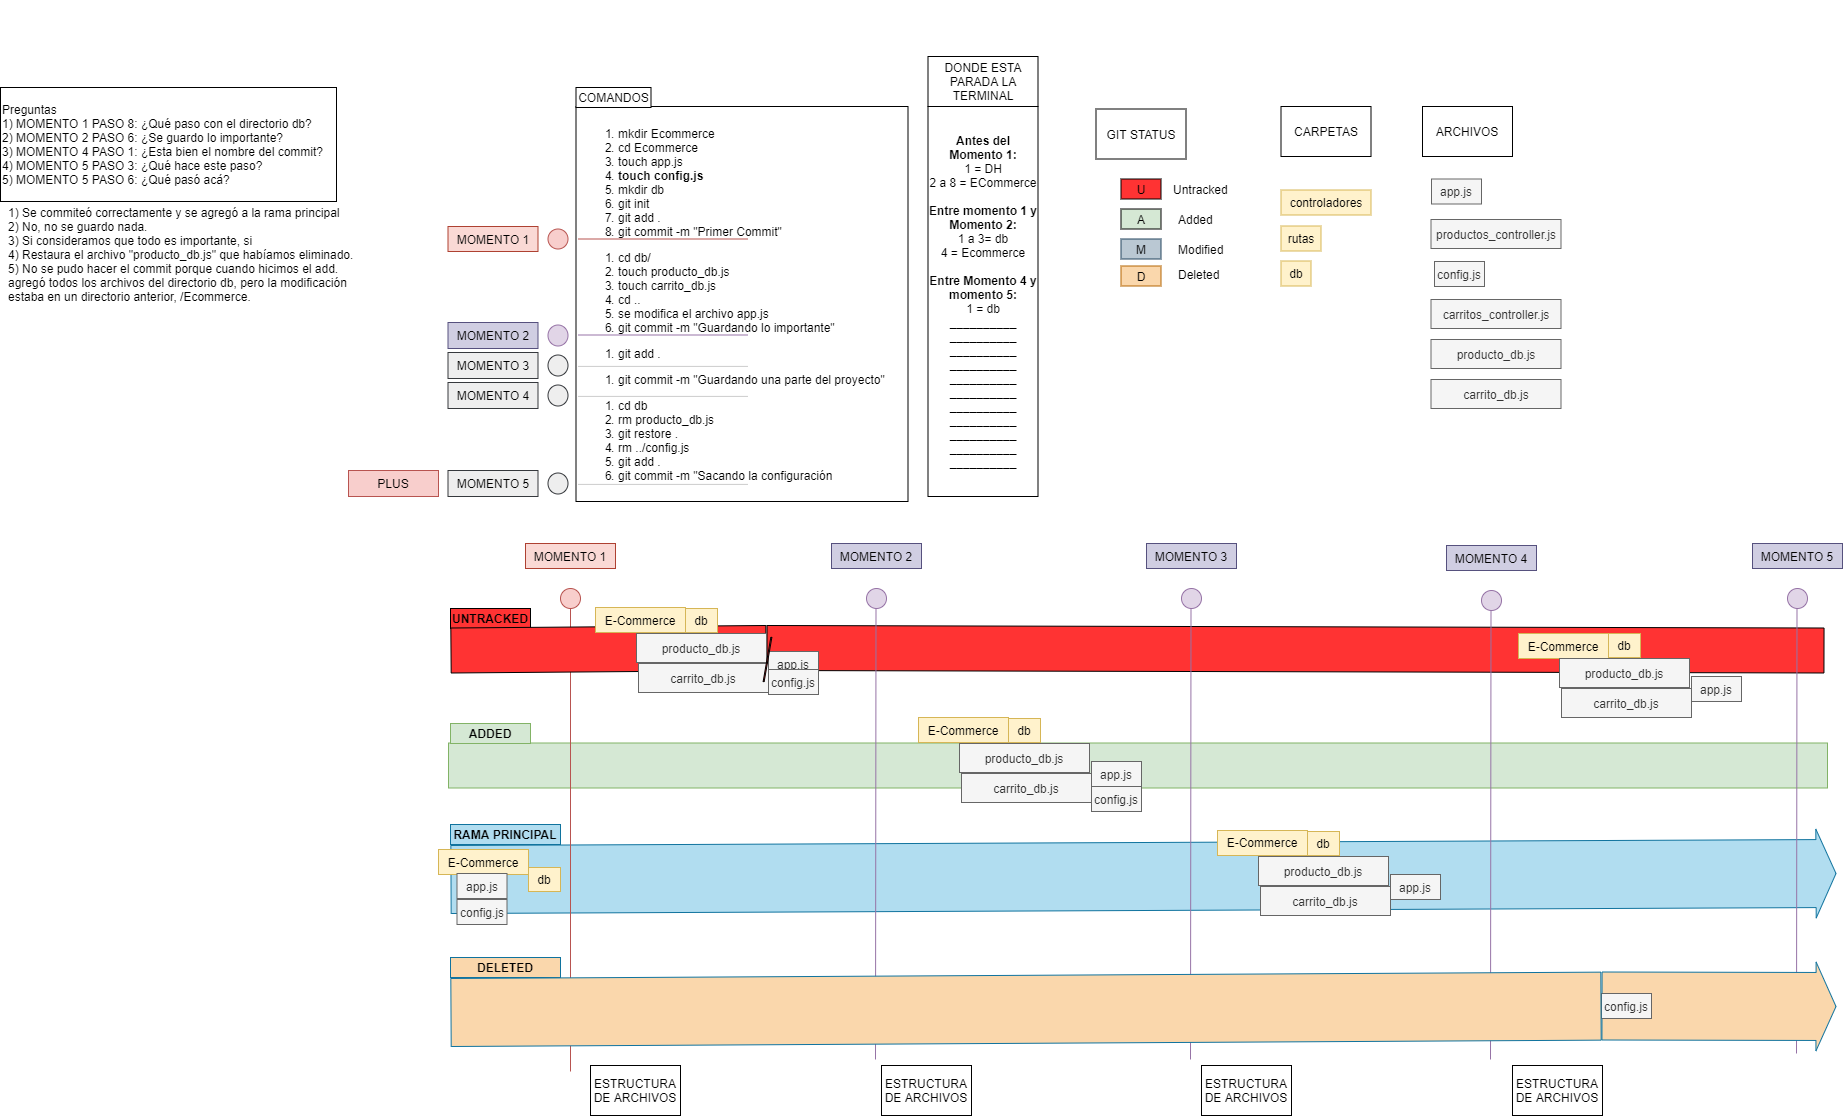 Preguntas
1) MOMENTO 1 PASO 8: ¿Qué paso con el directorio db?
2) MOMENTO 2 PASO 6: ¿Se guardo lo importante?
3) MOMENTO 4 PASO 1: ¿Esta bien el nombre del commit?
4) MOMENTO 5 PASO 3: ¿Qué hace este paso?
5) MOMENTO 5 PASO 6: ¿Qué pasó acá?
1) Se commiteó correctamente y se agregó a la rama principal
2) No, no se guardo nada.
3) Si consideramos que todo es importante, si
4) Restaura el archivo "producto_db.js" que habíamos eliminado.
5) No se pudo hacer el commit porque cuando hicimos el add.
agregó todos los archivos del directorio db, pero la modificación
estaba en un directorio anterior, /Ecommerce.
MOMENTO 1
MOMENTO 2
MOMENTO 3
MOMENTO 4
PLUS
MOMENTO 5
COMANDOS
1. mkdir Ecommerce
2. cd Ecommerce
3. touch app.js
4. touch config.js
5. mkdir db
6. git init
7. git add .
8. git commit -m "Primer Commit"
1. cd db/
2. touch producto_db.js
3. touch carrito_db.js
4. cd ..
5. se modifica el archivo app.js
6. git commit -m "Guardando lo importante"
1. git add .
1. git commit -m "Guardando una parte del proyecto"
1. cd db
2. rm producto_db.js
3. git restore .
4. rm ../config.js
5. git add .
6. git commit -m "Sacando la configuración
DONDE ESTA
PARADA LA
TERMINAL
Antes del
Momento 1:
1 = DH
2 a 8 = ECommerce
Entre momento 1 y
Momento 2:
1 a 3= db
4 = Ecommerce
Entre Momento 4 y
momento 5:
1 = db
__________
__________
__________
__________
__________
__________
__________
__________
__________
__________
__________
GIT STATUS
U Untracked
A Added
M Modified
D Deleted
CARPETAS
controladores
rutas
db
ARCHIVOS
app.js
productos_controller.js
config.js
carritos_controller.js
producto_db.js
carrito_db.js
MOMENTO 1
MOMENTO 2
MOMENTO 3
MOMENTO 4
MOMENTO 5
UNTRACKED
E-Commerce
db
producto_db.js
carrito_db.js
app.js
config.js
E-Commerce
db
producto_db.js
carrito_db.js
app.js
ADDED
E-Commerce
db
producto_db.js
carrito_db.js
app.js
config.js
RAMA PRINCIPAL
E-Commerce
db
app.js
config.js
E-Commerce
db
producto_db.js
carrito_db.js
app.js
DELETED
config.js
ESTRUCTURA
DE ARCHIVOS
ESTRUCTURA
DE ARCHIVOS
ESTRUCTURA
DE ARCHIVOS
ESTRUCTURA
DE ARCHIVOS